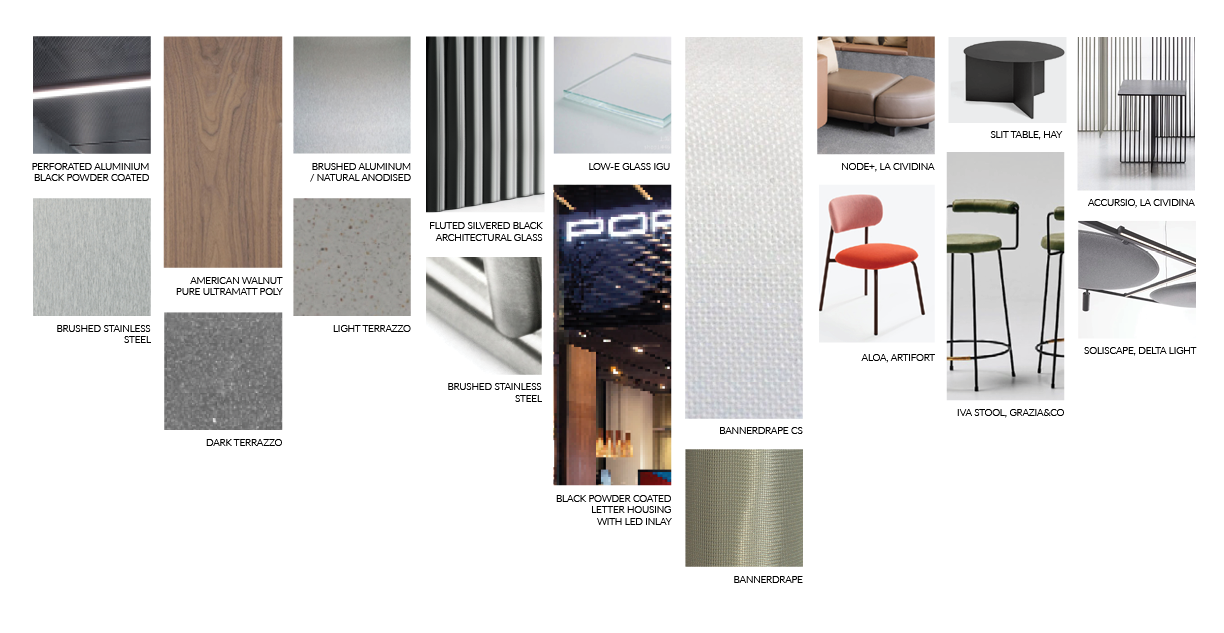 PERFORATED ALUMINIUM
BLACK POWDER COATED
BRUSHED STAINLESS
STEEL
AMERICAN WALNUT
PURE ULTRAMATT POLY
DARK TERRAZZO
BRUSHED ALUMINUM
/ NATURAL ANODISED
LIGHT TERRAZZO
FLUTED SILVERED BLACK
ARCHITECTURAL GLASS
BRUSHED STAINLESS
STEEL
LOW-E GLASS IGU
POR
BLACK POWDER COATED
LETTER HOUSING
WITH LED INLAY
BANNERDRAPE CS
BANNERDRAPE
NODE+, LA CIVIDINA
ALOA, ARTIFORT
SLIT TABLE, HAY
IVA STOOL, GRAZIA&CO
ACCURSIO, LA CIVIDINA
SOLISCAPE, DELTA LIGHT